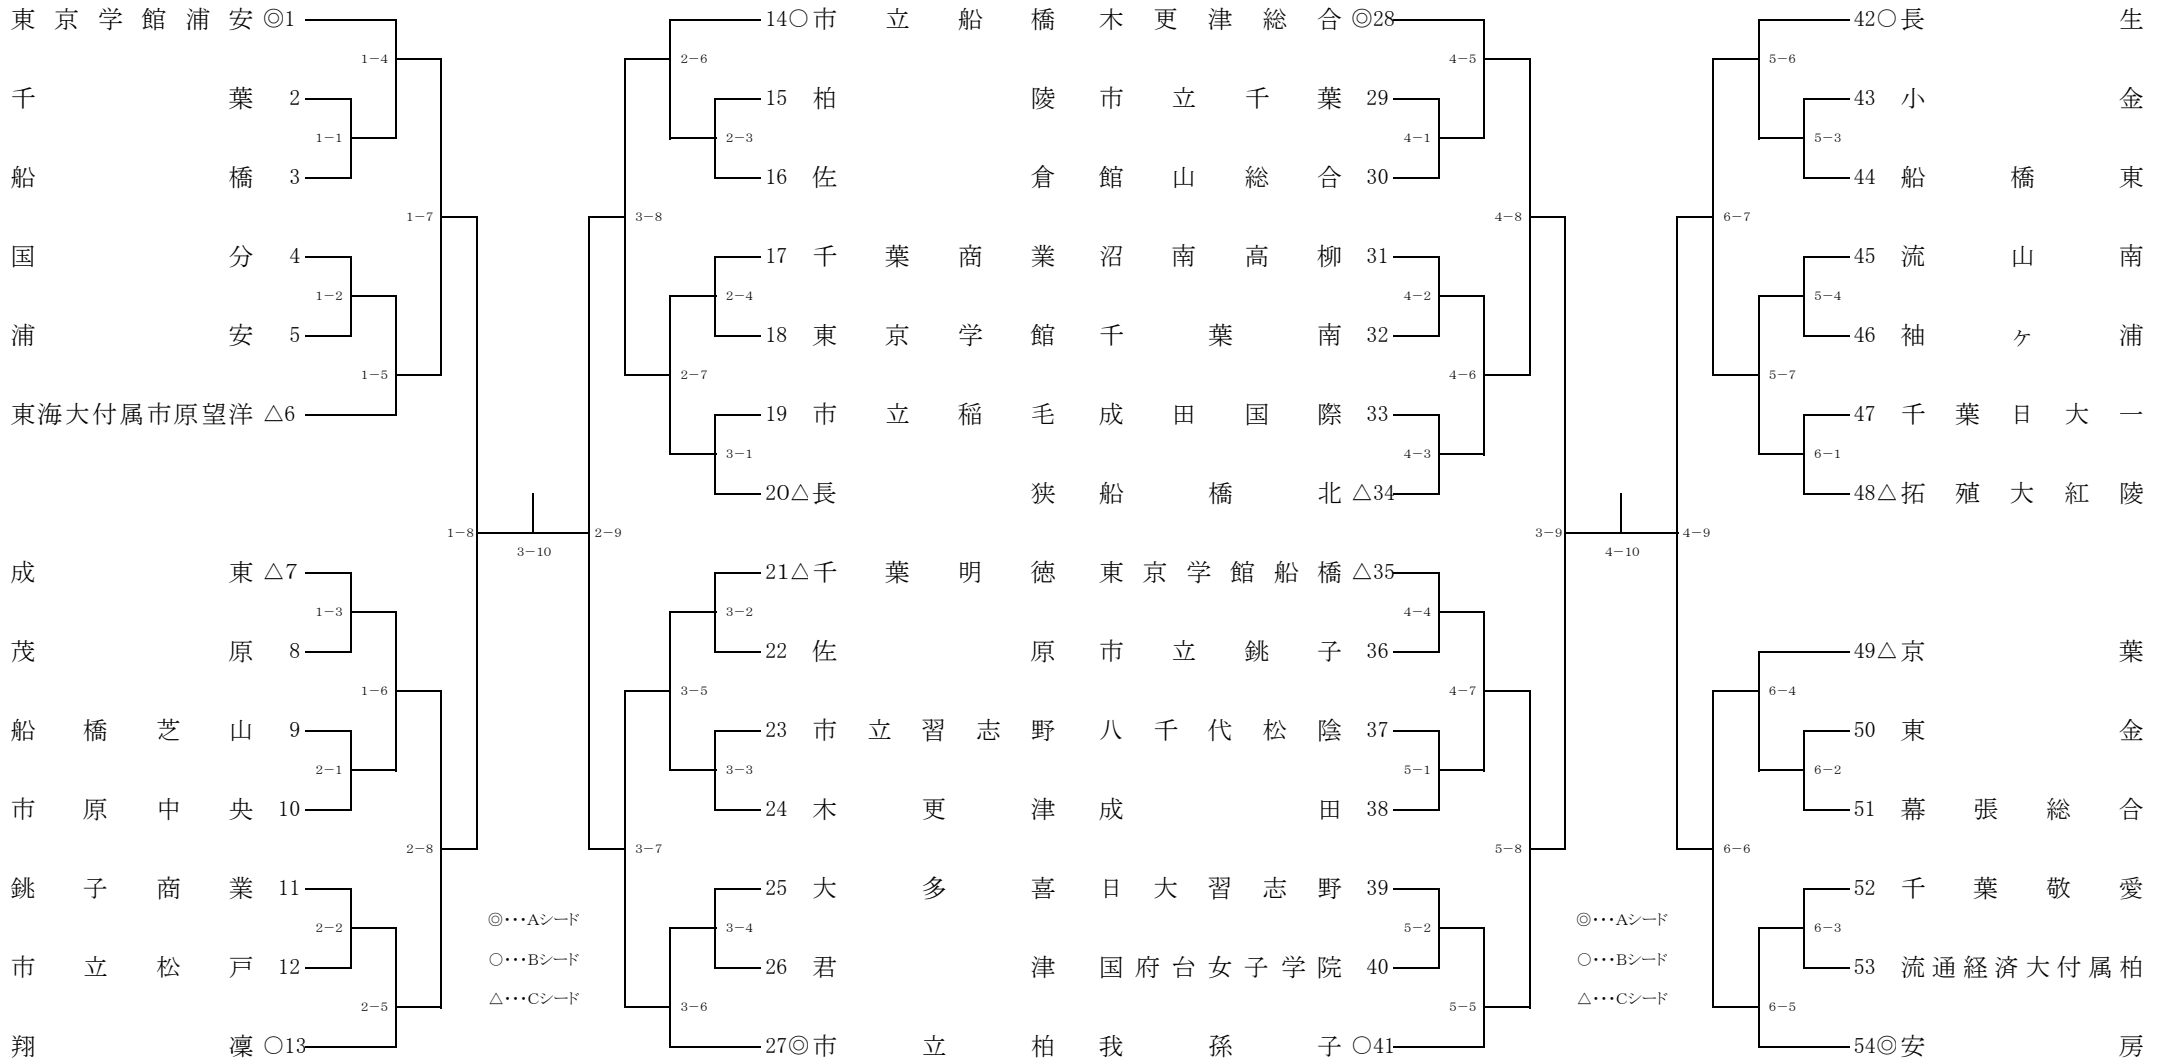 東京学館浦安 ◎1
1-4
千葉 2
1-1
船橋 3
1-7
国分 4
1-2
浦安 5
1-5
東海大付属市原望洋 △6
1-8
成東 △7
1-3
茂原 8
1-6
船橋芝山 9
2-1
市原中央 10
2-8
銚子商業 11
2-2
市立松戸 12
2-5
翔凜 ○13
3-10
◎・・・Aシード
○・・・Bシード
△・・・Cシード
14○市立船橋
2-6
15 柏陵
2-3
16 佐倉
3-8
17 千葉商業
2-4
18 東京学館
2-7
19 市立稲毛
3-1
20△長狭
2-9
21△千葉明徳
3-2
22 佐原
3-5
23 市立習志野
3-3
24 木更津
3-7
25 大多喜
3-4
26 君津
3-6
27◎市立柏
木更津総合 ◎28
4-5
市立千葉 29
4-1
館山総合 30
4-8
沼南高柳 31
4-2
千葉南 32
4-6
成田国際 33
4-3
船橋北 △34
3-9
東京学館船橋 △35
4-4
市立銚子 36
4-7
八千代松陰 37
5-1
成田 38
5-8
日大習志野 39
5-2
国府台女子学院 40
5-5
我孫子 ○41
4-10
◎・・・Aシード
○・・・Bシード
△・・・Cシード
42○長生
5-6
43 小金
5-3
44 船橋東
6-7
45 流山南
5-4
46 袖ヶ浦
5-7
47 千葉日大一
6-1
48△拓殖大紅陵
4-9
49△京葉
6-4
50 東金
6-2
51 幕張総合
6-6
52 千葉敬愛
6-3
53 流通経済大付属柏
6-5
54◎安房